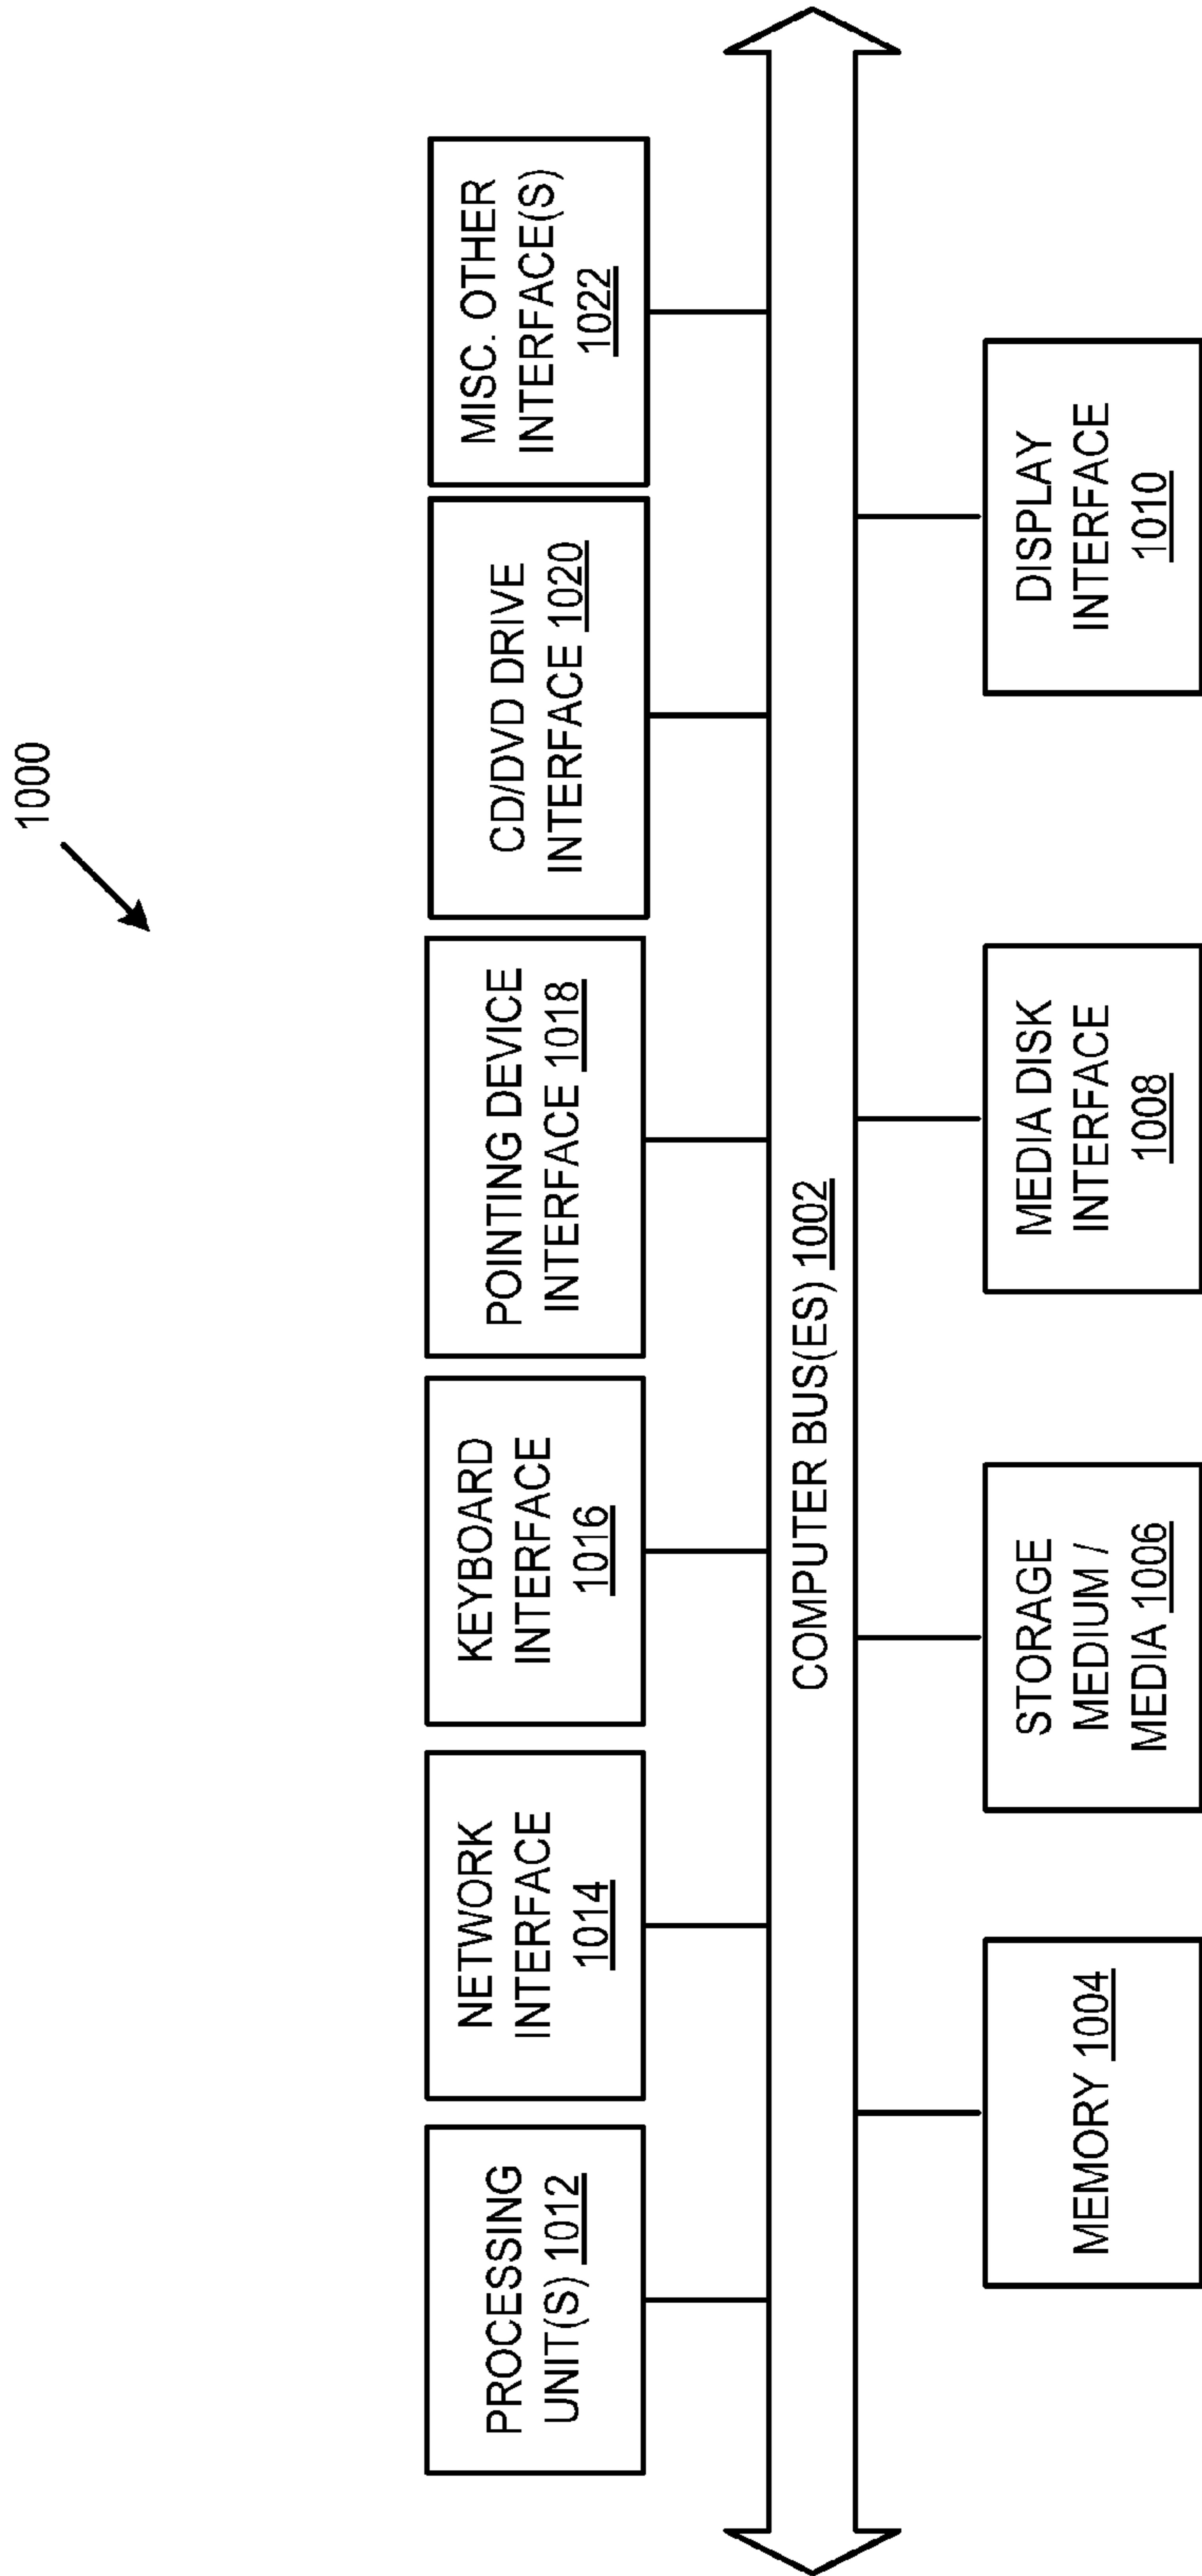 1000
PROCESSING
UNIT(S) 1012
NETWORK
INTERFACE
1014
KEYBOARD
INTERFACE
1016
POINTING DEVICE
INTERFACE 1018
CD/DVD DRIVE
INTERFACE 1020
MISC. OTHER
INTERFACE(S)
1022
COMPUTER BUS(ES) 1002
MEMORY 1004
STORAGE
MEDIUM /
MEDIA 1006
MEDIA DISK
INTERFACE
1008
DISPLAY
INTERFACE
1010